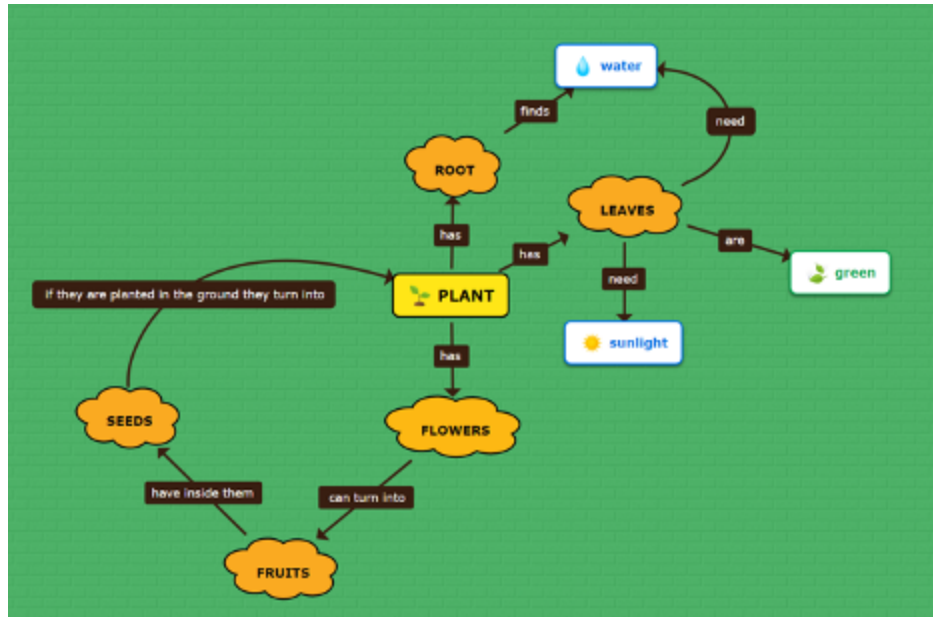 water
finds
need
ROOT
LEAVES
has
has
are
green
need
if they are planted in the ground they turn into
PLANT
sunlight
has
SEEDS
FLOWERS
have inside them
can turn into
FRUITS